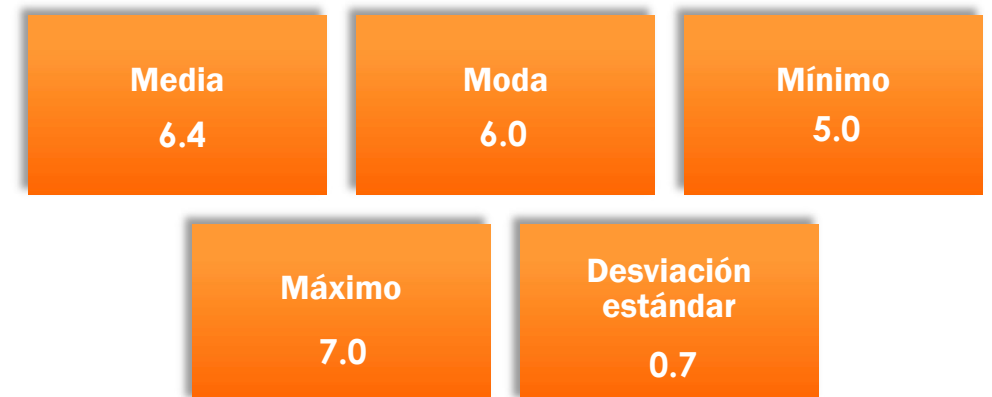 Media
6.4
Moda
6.0
Mínimo
5.0
Máximo
7.0
Desviación
estándar
0.7